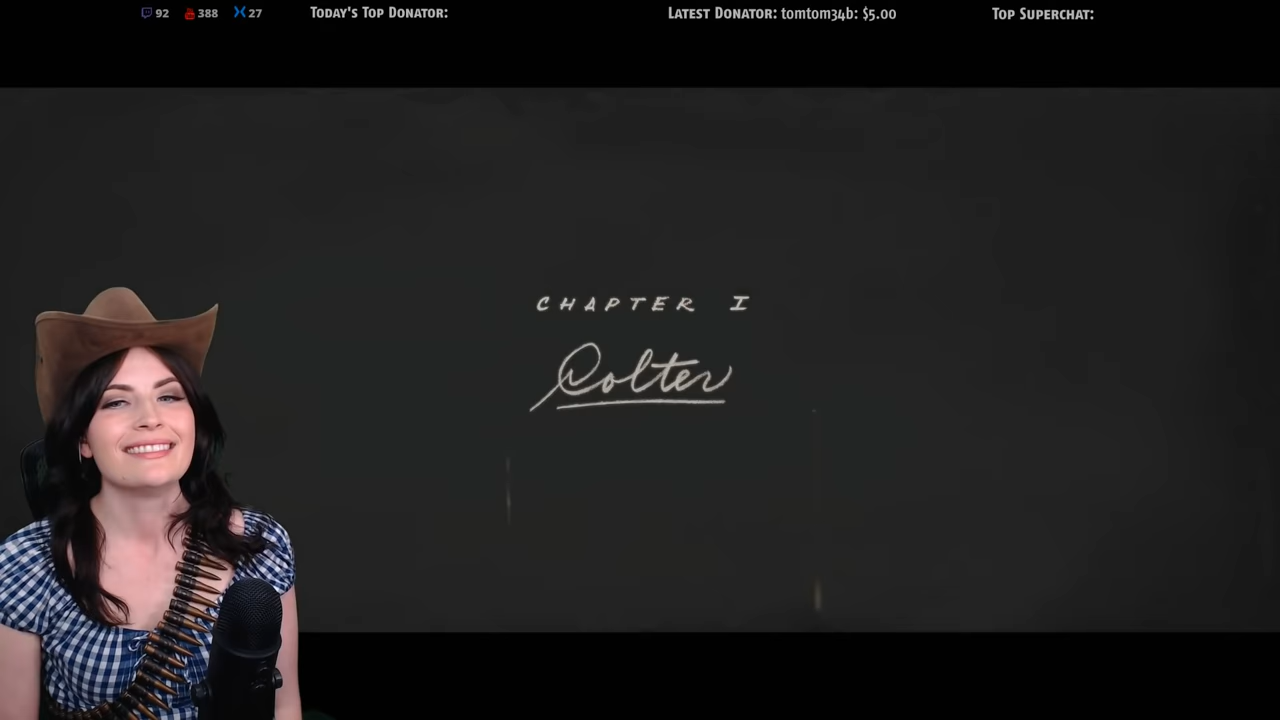 92 388 27 Today's Top Donator: Latest Donator: tomtom34b: $5.00 Top Superchat:
CHAPTER I
Colter